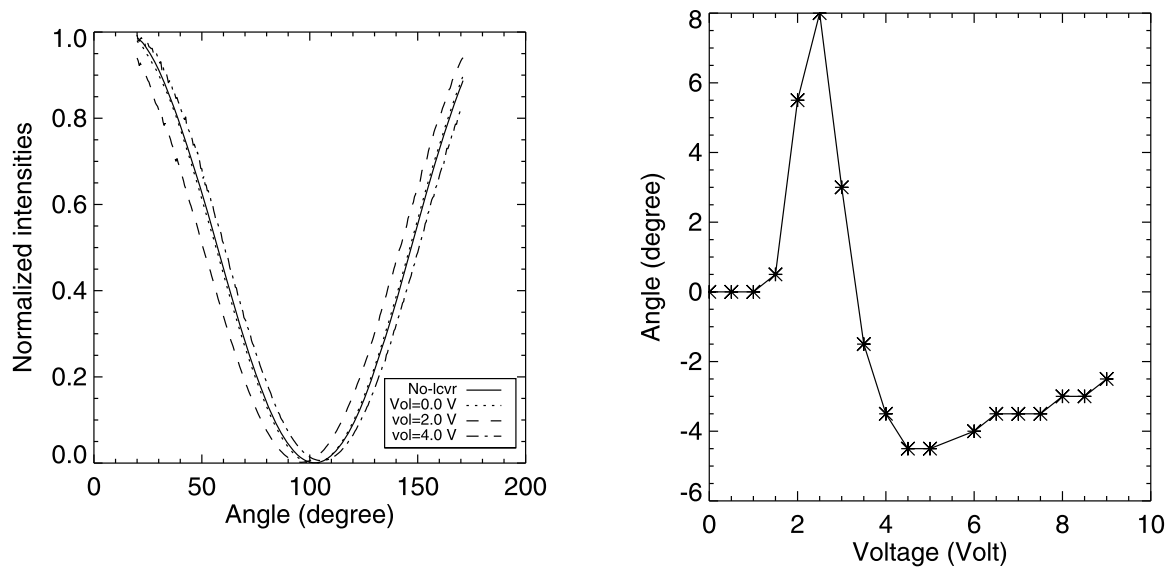 Normalized intensities
1.0
0.8
0.6
0.4
0.2
0.0
No-lcvr
Vol=0.0 V
vol=2.0 V
vol=4.0 V
0 50 100 150 200
Angle (degree)
Angle (degree)
8
6
4
2
0
-2
-4
-6
0 2 4 6 8 10
Voltage (Volt)